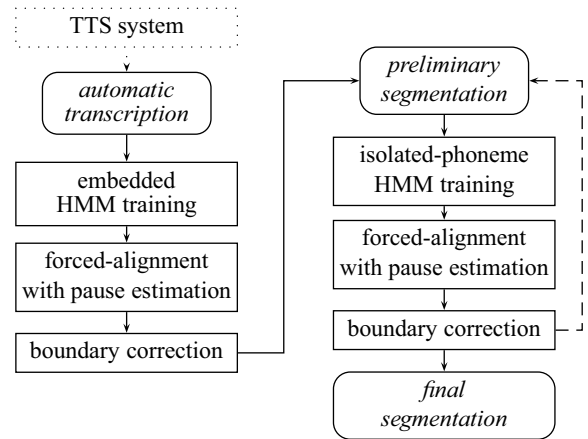 TTS system
automatic
transcription
embedded
HMM training
forced-alignment
with pause estimation
boundary correction
preliminary
segmentation
isolated-phoneme
HMM training
forced-alignment
with pause estimation
boundary correction
final
segmentation